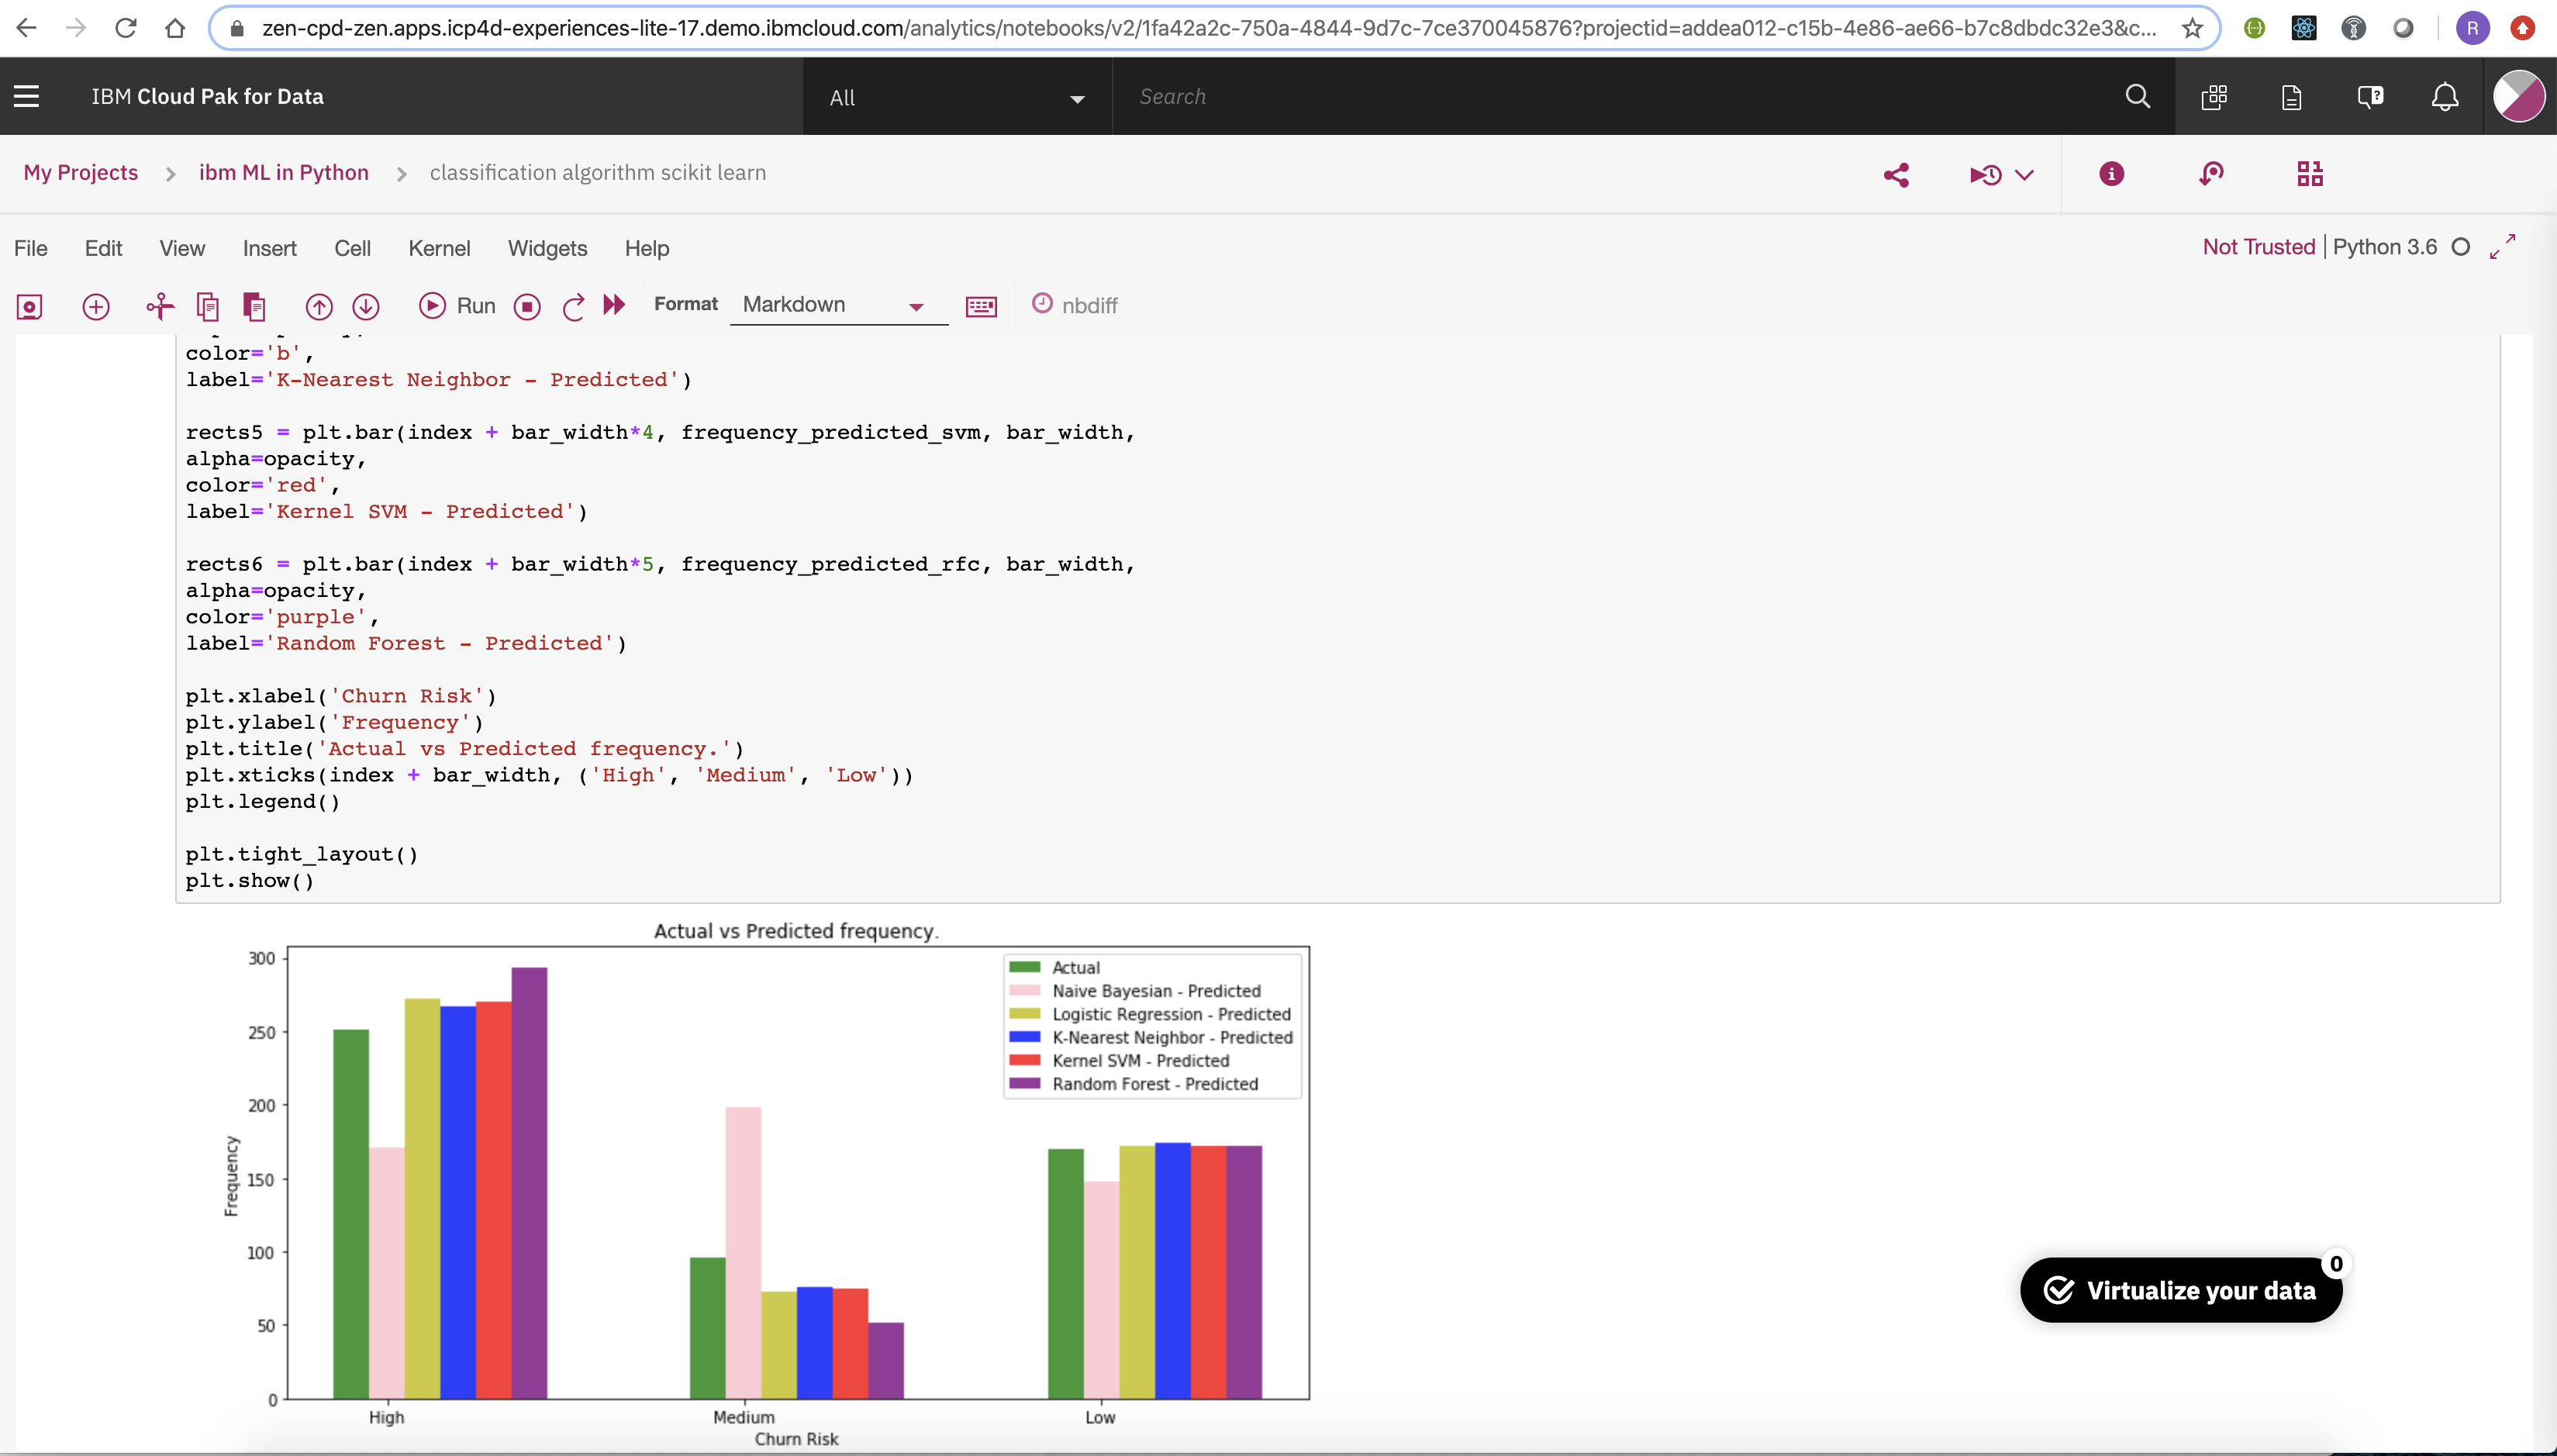 zen-cpd-zen.apps.icp4d-experiences-lite-17.demo.ibmcloud.com/analytics/notebooks/v2/1fa42a2c-750a-4844-9d7c-7ce370045876?projectid=addea012-c15b-4e86-ae66-b7c8dbdc32e3&c...
R
IBM Cloud Pak for Data
All
Search
My Projects > ibm ML in Python > classification algorithm scikit learn
File Edit View Insert Cell Kernel Widgets Help
Not Trusted | Python 3.6
Run
Format Markdown
nbdiff
color='b',
label='K-Nearest Neighbor - Predicted')
rects5 = plt.bar(index + bar_width*4, frequency_predicted_svm, bar_width,
alpha=opacity,
color='red',
label='Kernel SVM - Predicted')
rects6 = plt.bar(index + bar_width*5, frequency_predicted_rfc, bar_width,
alpha=opacity,
color='purple',
label='Random Forest - Predicted')
plt.xlabel('Churn Risk')
plt.ylabel('Frequency')
plt.title('Actual vs Predicted frequency.')
plt.xticks(index + bar_width, ('High', 'Medium', 'Low'))
plt.legend()
plt.tight_layout()
plt.show()
Actual vs Predicted frequency.
300
250
200
150
100
50
0
Frequency
Actual
Naive Bayesian - Predicted
Logistic Regression - Predicted
K-Nearest Neighbor - Predicted
Kernel SVM - Predicted
Random Forest - Predicted
High Medium Low
Churn Risk
0
Virtualize your data